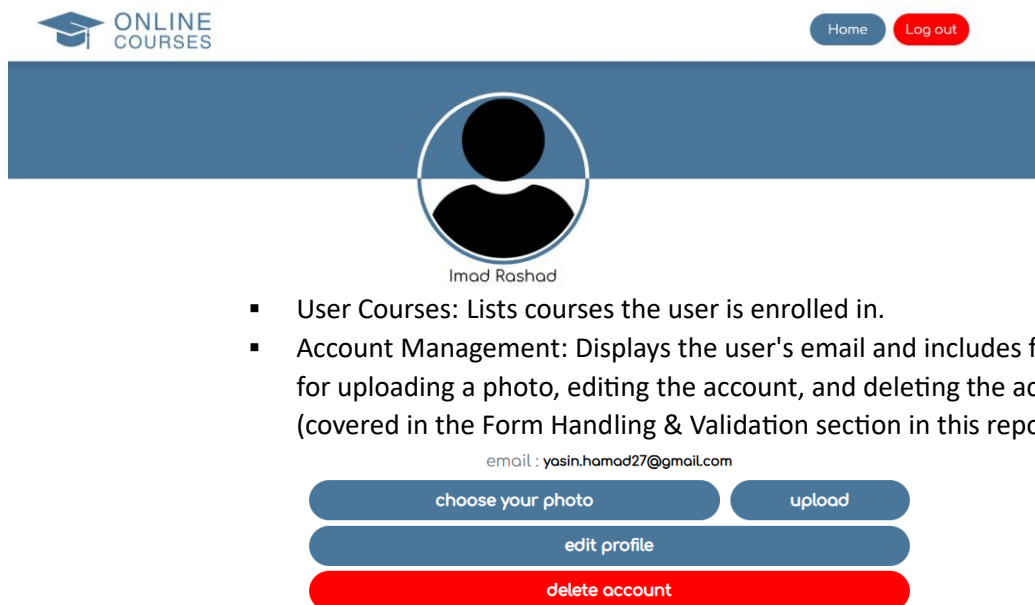 ONLINE
COURSES
Home
Log out
Imad Rashad
▪ User Courses: Lists courses the user is enrolled in.
▪ Account Management: Displays the user's email and includes
for uploading a photo, editing the account, and deleting the
(covered in the Form Handling & Validation section in this
email : yasin.hamad27@gmail.com
choose your photo
upload
edit profile
delete account